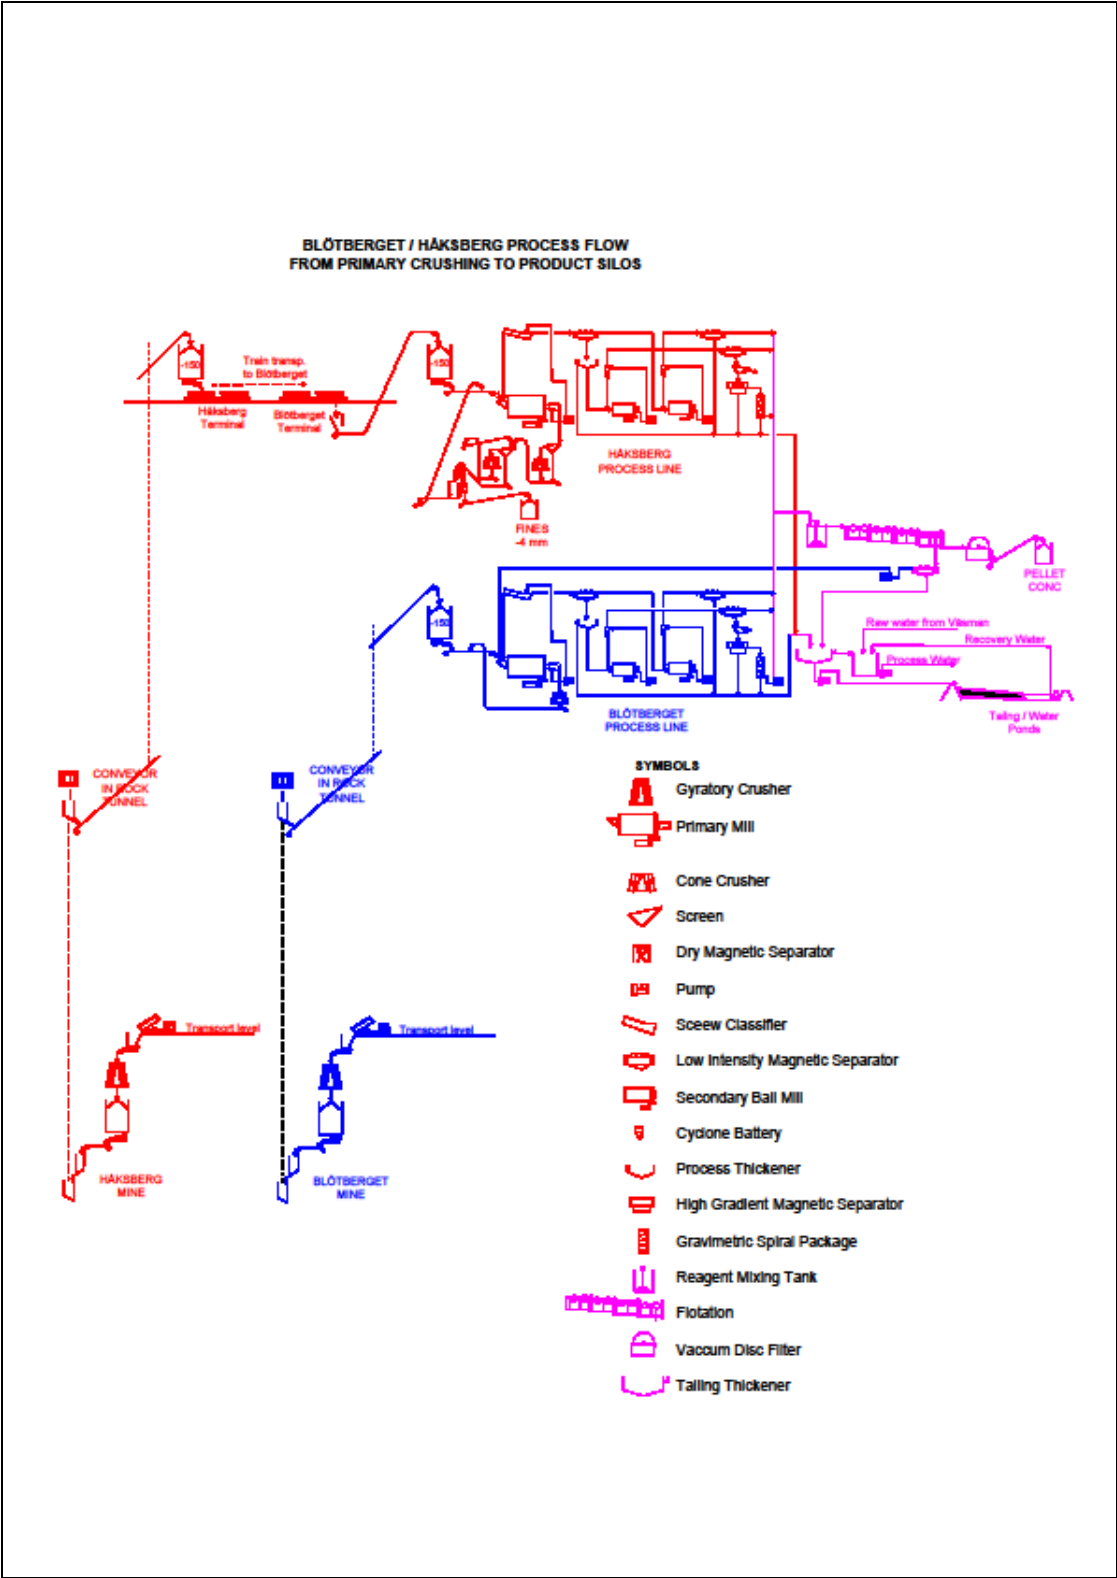 BLÖTBERGET / HÅKSBERG PROCESS FLOW
FROM PRIMARY CRUSHING TO PRODUCT SILOS
-150
Train transp.
to Blötberget
Håksberg
Terminal
Blötberget
Terminal
-150
HÅKSBERG
PROCESS LINE
FINES
-4 mm
PELLET
CONC
-150
Raw water from
Recovery Water
Process Water
Tailing / Water
Ponds
BLÖTBERGET
PROCESS LINE
CONVEYOR
IN ROCK
TUNNEL
CONVEYOR
IN ROCK
TUNNEL
Transport level
Transport level
HÅKSBERG
MINE
BLÖTBERGET
MINE
SYMBOLS
Gyratory Crusher
Primary Mill
Cone Crusher
Screen
Dry Magnetic Separator
Pump
Sceew Classifier
Low Intensity Magnetic Separator
Secondary Ball Mill
Cyclone Battery
Process Thickener
High Gradient Magnetic Separator
Gravimetric Spiral Package
Reagent Mixing Tank
Flotation
Vaccum Disc Filter
Tailing Thickener